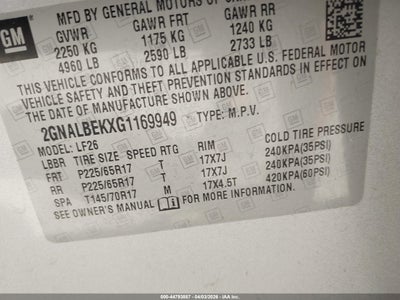 GM
MFD BY GENERAL MOTORS OF
GVWR GAWR FRT GAWR RR
2250 KG 1175 KG 1240 KG
4960 LB 2590 LB 2733 LB
THIS VEHICLE CONFORMS TO ALL APPLICABLE U.S. FEDERAL MOTOR
VEHICLE SAFETY AND THEFT PREVENTION STANDARDS IN EFFECT
ON THE DATE OF MANUFACTURE SHOWN ABOVE.
2GNALBEKXG1169949 TYPE: M.P.V.
MODEL: LF26
LBBR TIRE SIZE SPEED RTG RIM COLD TIRE PRESSURE
FRT P225/65R17 T 17X7J 240KPA(35PSI)
RR P225/65R17 T 17X7J 240KPA(35PSI)
SPA T145/70R17 M 17X4.5T 420KPA(60PSI)
SEE OWNER'S MANUAL FOR MORE INFORMATION.
600-44793887 - 04/03/2026 - IAA Inc.